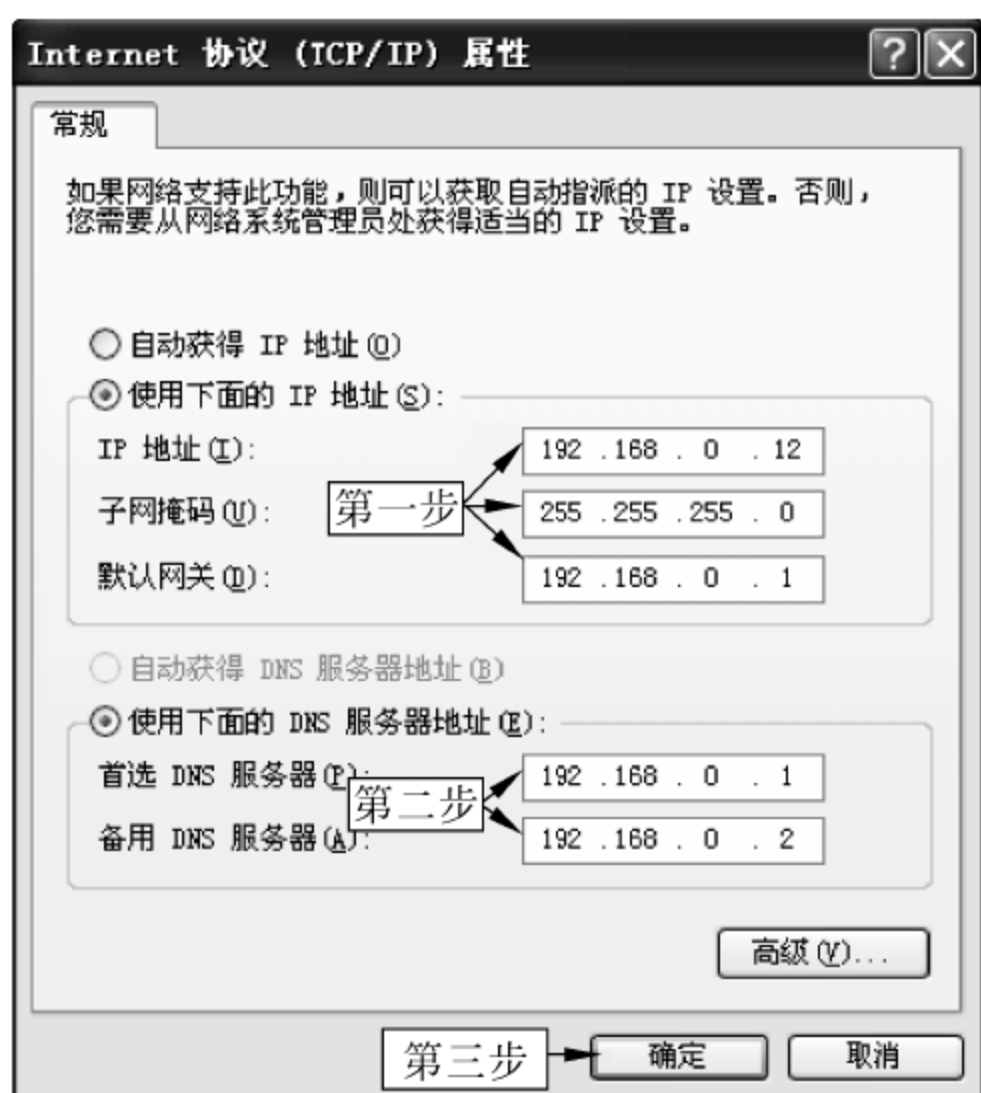 Internet 协议 (TCP/IP) 属性
常规
如果网络支持此功能，则可以获取自动指派的 IP 设置。否则，
您需要从网络系统管理员处获得适当的 IP 设置。
自动获得 IP 地址(O)
使用下面的 IP 地址(S):
IP 地址(I): 192 .168 . 0 . 12
子网掩码(U): 第一步 255 .255 .255 . 0
默认网关(D): 192 .168 . 0 . 1
自动获得 DNS 服务器地址(B)
使用下面的 DNS 服务器地址(E):
首选 DNS 服务器(P): 192 .168 . 0 . 1
第二步
备用 DNS 服务器(A): 192 .168 . 0 . 2
高级(V)...
第三步 确定 取消